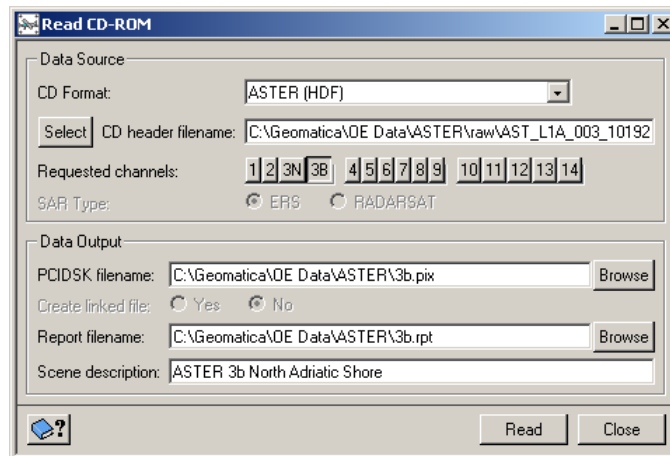 Read CD-ROM
Data Source
CD Format: ASTER (HDF)
Select CD header filename: C:\Geomatica\OE Data\ASTER\raw\AST_L1A_003_10192
Requested channels: 1 2 3N 3B 4 5 6 7 8 9 10 11 12 13 14
SAR Type: ERS RADARSAT
Data Output
PCIDSK filename: C:\Geomatica\OE Data\ASTER\3b.pix Browse
Create linked file: Yes No
Report filename: C:\Geomatica\OE Data\ASTER\3b.rpt Browse
Scene description: ASTER 3b North Adriatic Shore
? Read Close